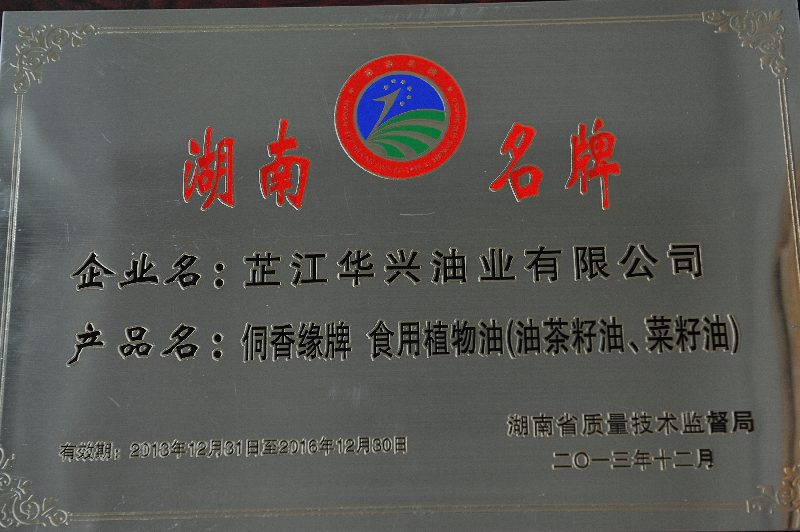 湖南名牌
企业名：芷江华兴油业有限公司
产品名：侗香缘牌 食用植物油(油茶籽油、菜籽油)
有效期：2013年12月31日至2016年12月30日
湖南省质量技术监督局
二〇一三年十二月